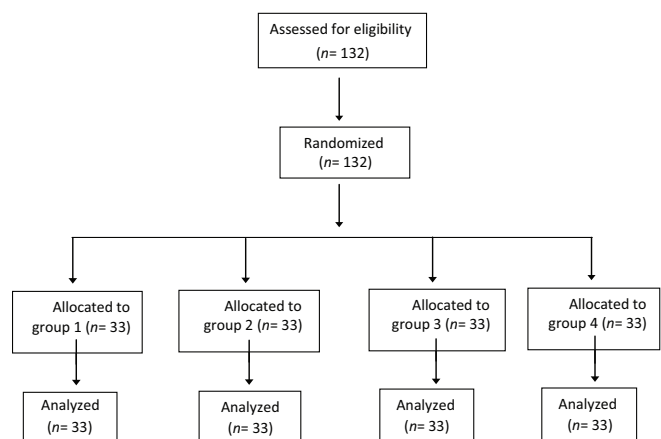 Assessed for eligibility
(n= 132)
Randomized
(n= 132)
Allocated to
group 1 (n= 33)
Allocated to
group 2 (n= 33)
Allocated to
group 3 (n= 33)
Allocated to
group 4 (n= 33)
Analyzed
(n= 33)
Analyzed
(n= 33)
Analyzed
(n= 33)
Analyzed
(n= 33)